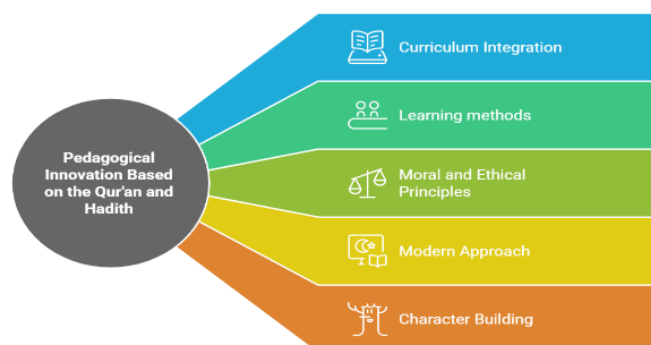 Pedagogical
Innovation Based
on the Qur'an and
Hadith
Curriculum Integration
Learning methods
Moral and Ethical
Principles
Modern Approach
Character Building